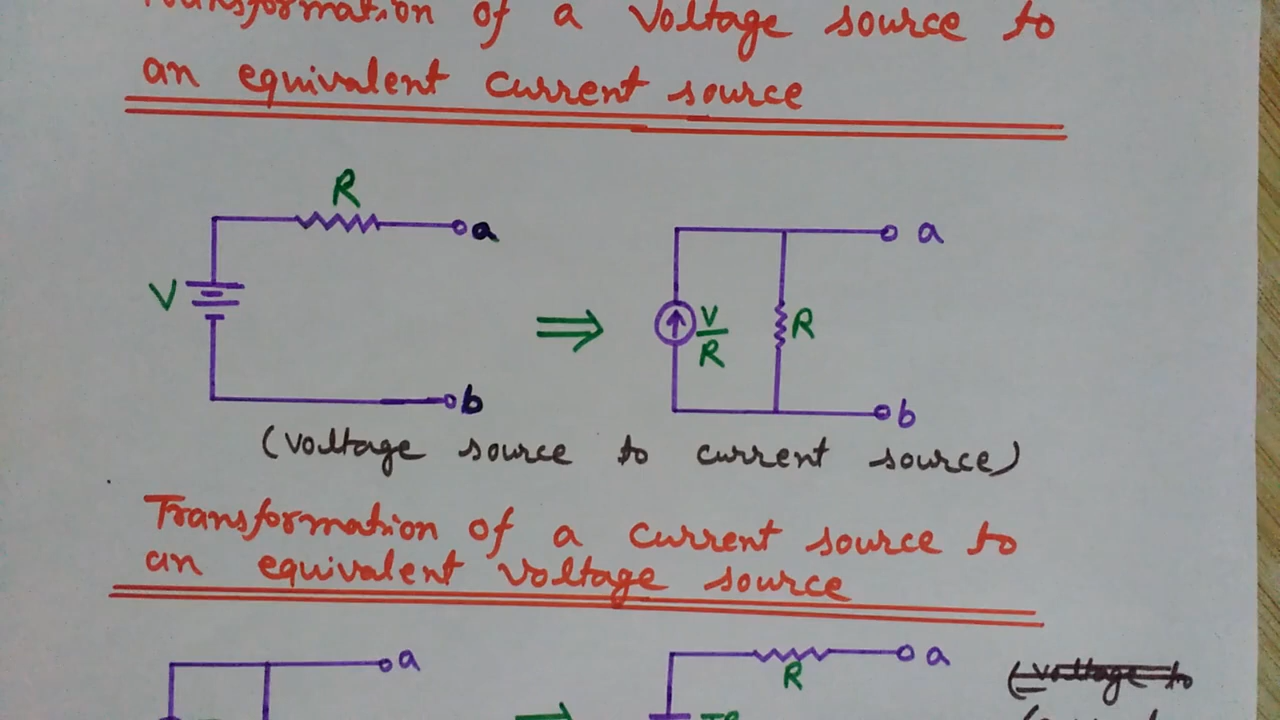 Transformation of a Voltage source to
an equivalent current source
R
a
V
b
a
V
R
R
b
(voltage source to current source)
Transformation of a current source to
an equivalent voltage source
a
a
R